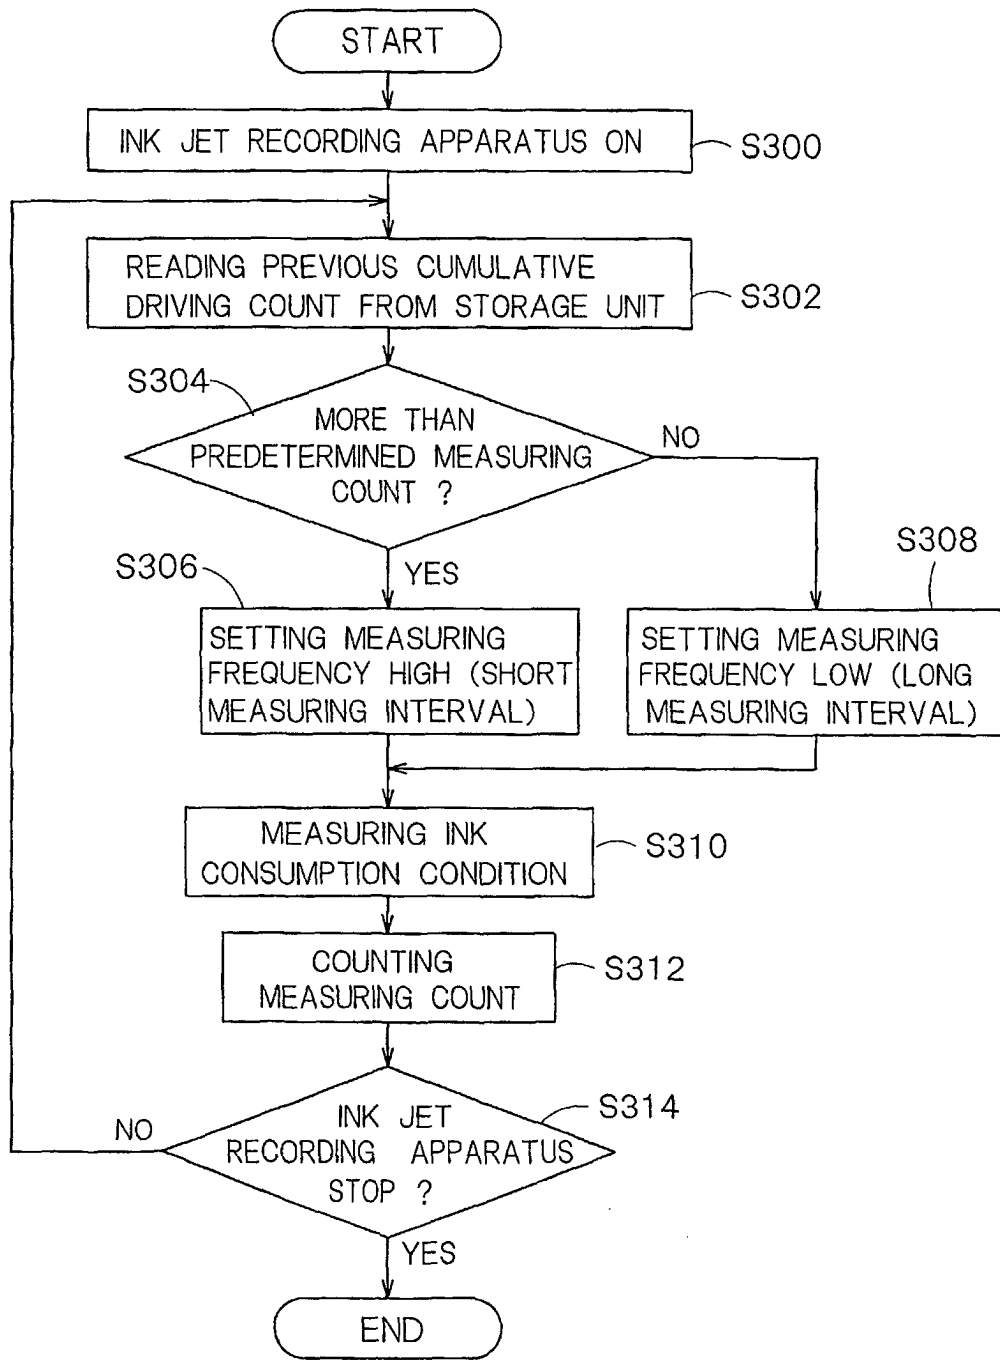 START
INK JET RECORDING APPARATUS ON
S300
READING PREVIOUS CUMULATIVE
DRIVING COUNT FROM STORAGE UNIT
S302
S304
MORE THAN
PREDETERMINED MEASURING
COUNT ?
NO
YES
S306
SETTING MEASURING
FREQUENCY HIGH (SHORT
MEASURING INTERVAL)
S308
SETTING MEASURING
FREQUENCY LOW (LONG
MEASURING INTERVAL)
MEASURING INK
CONSUMPTION CONDITION
S310
COUNTING
MEASURING COUNT
S312
INK JET
RECORDING APPARATUS
STOP ?
S314
NO
YES
END